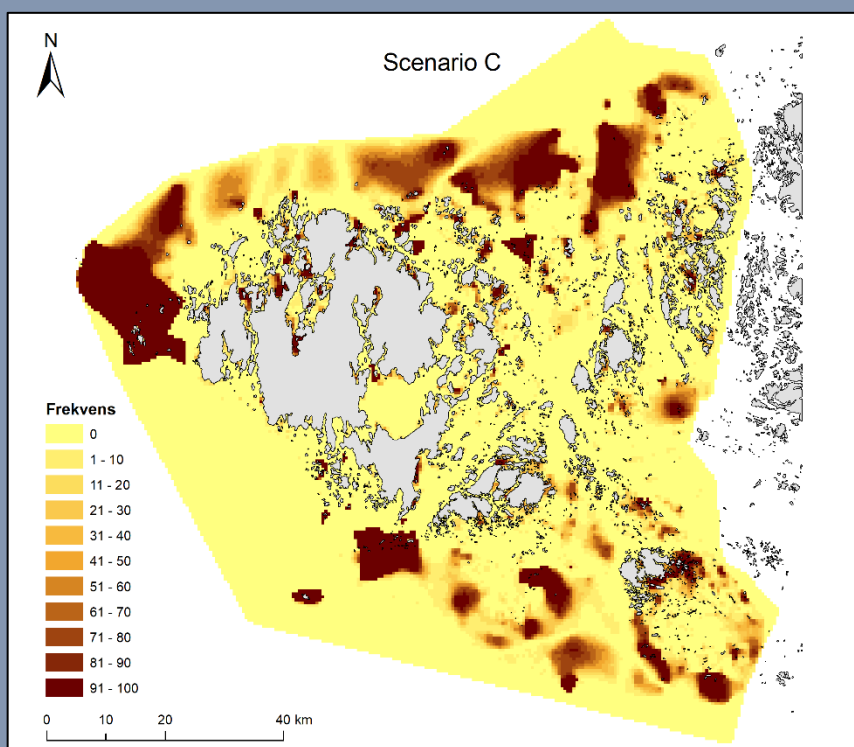 N
Scenario C
Frekvens
0
1 - 10
11 - 20
21 - 30
31 - 40
41 - 50
51 - 60
61 - 70
71 - 80
81 - 90
91 - 100
0 10 20 40 km